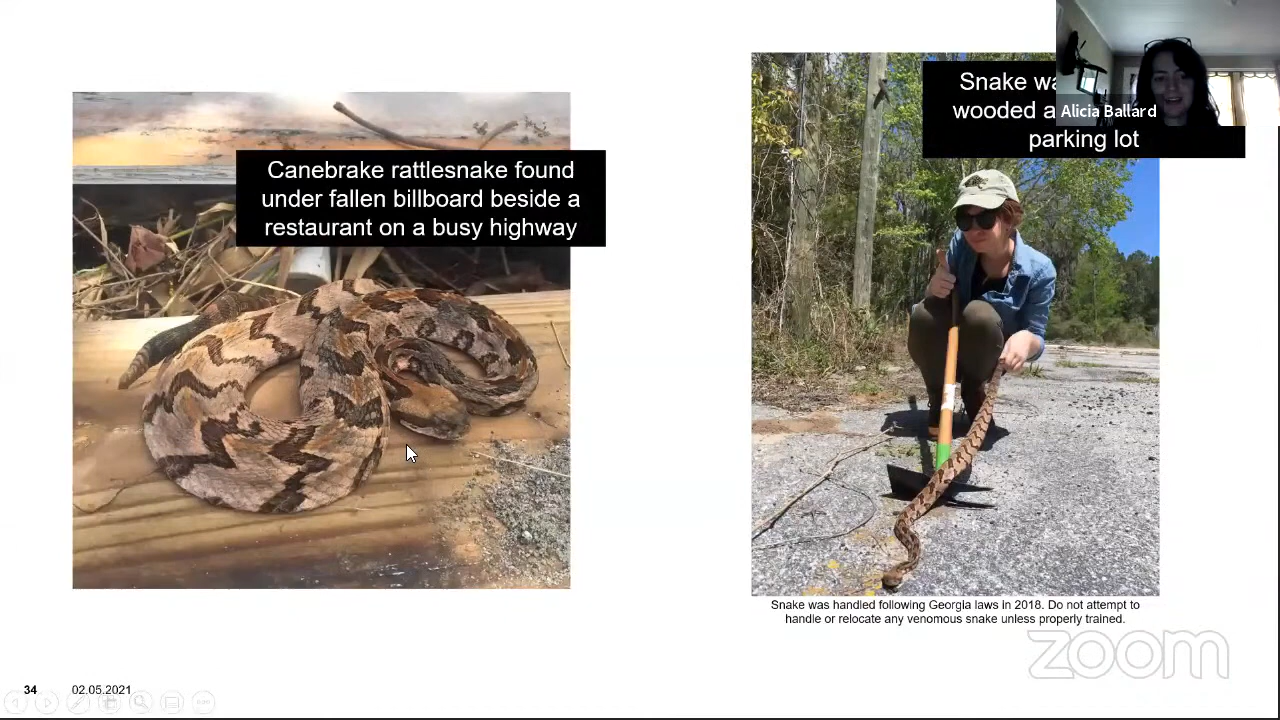 Canebrake rattlesnake found
under fallen billboard beside a
restaurant on a busy highway
Snake
wooded
parking lot
Alicia Ballard
Snake was handled following Georgia laws in 2018. Do not attempt to
handle or relocate any venomous snake unless properly trained.
zoom
34
02.05.2021